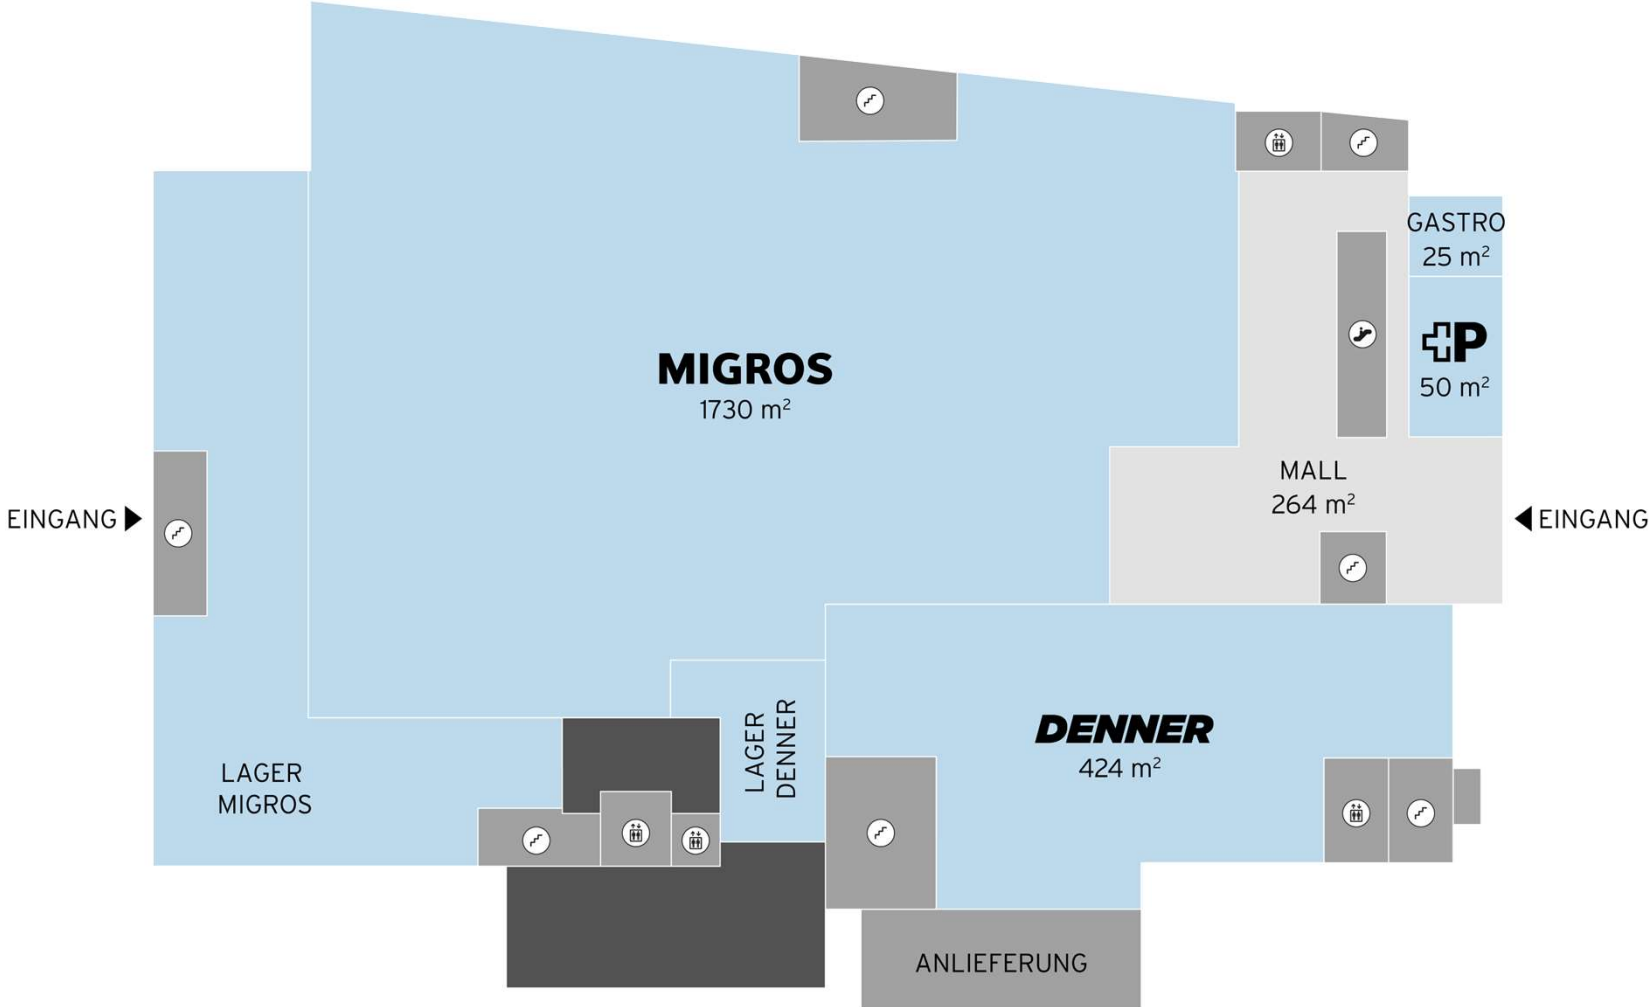 GASTRO
25 m²
P
50 m²
MIGROS
1730 m²
MALL
264 m²
EINGANG
EINGANG
LAGER
DENNER
DENNER
424 m²
LAGER
MIGROS
ANLIEFERUNG